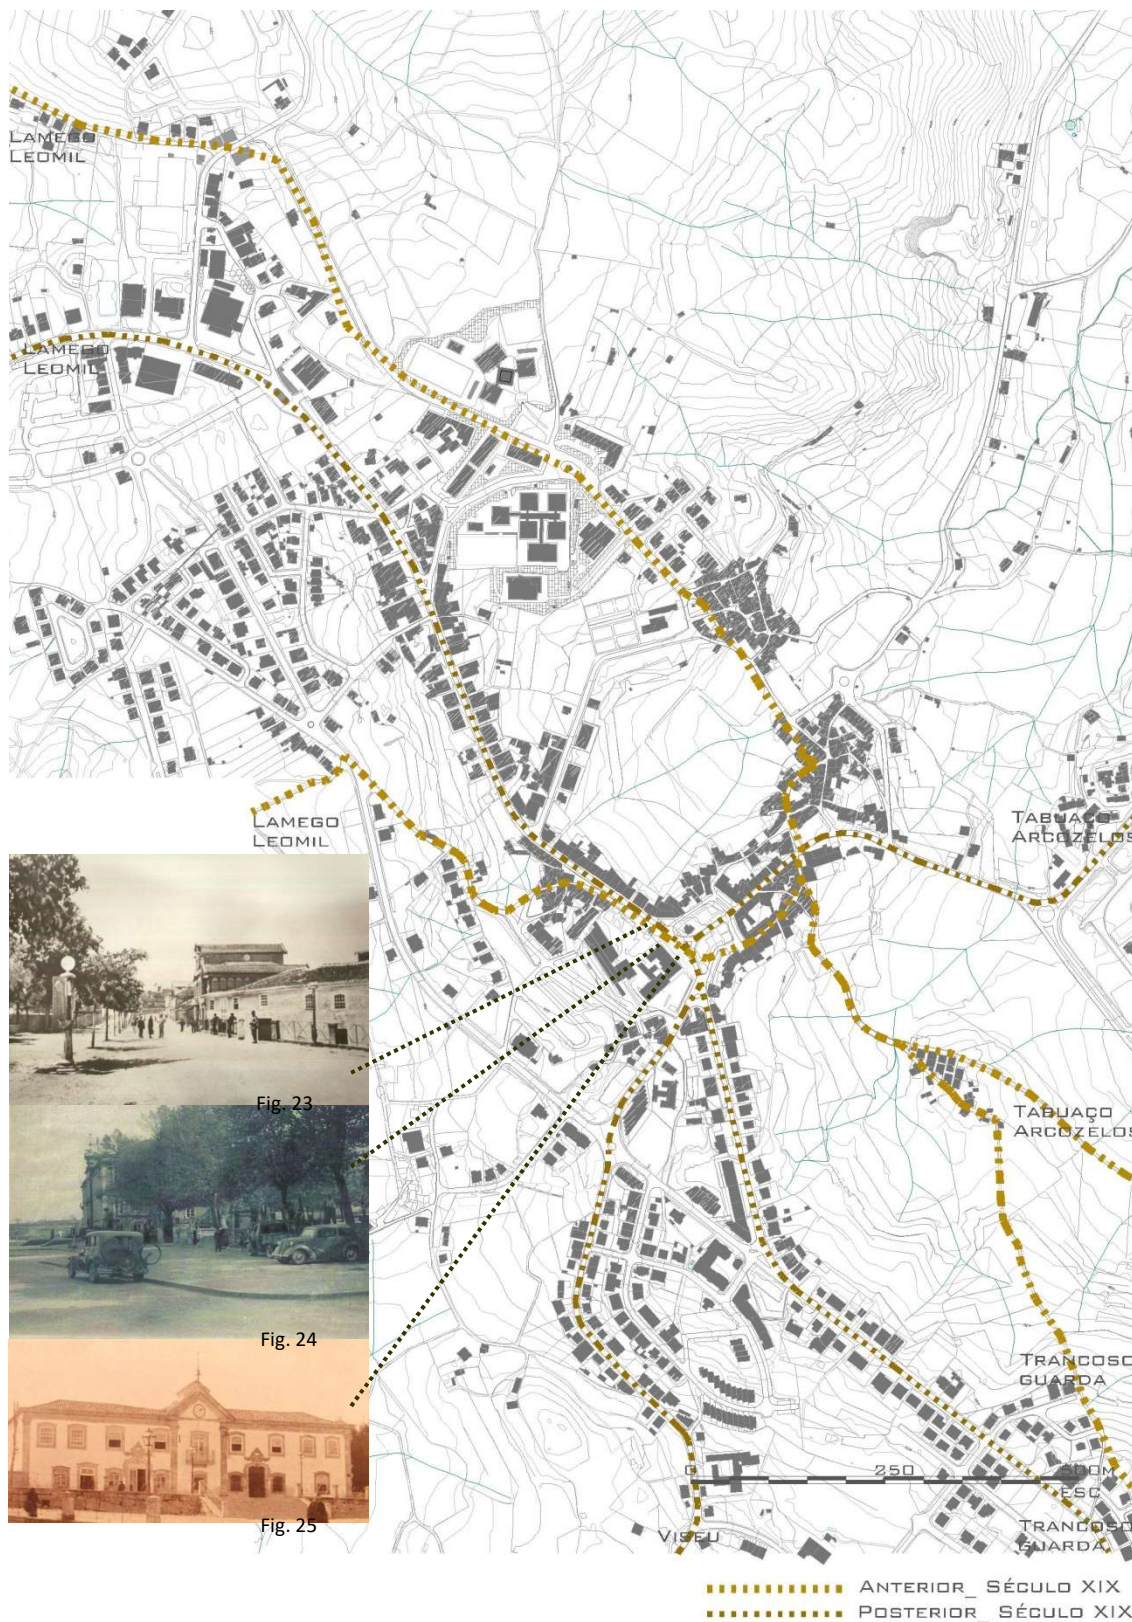 LAMEGO
LEOMIL
LAMEGO
LEOMIL
LAMEGO
LEOMIL
TABUAÇO
ARCOZELOS
Fig. 23
TABUAÇO
ARCOZELOS
Fig. 24
TRANCOSO
GUARDA
0 250 500M
ESC
Fig. 25
VISEU
TRANCOSO
GUARDA
ANTERIOR_ SÉCULO XIX
POSTERIOR_ SÉCULO XIX